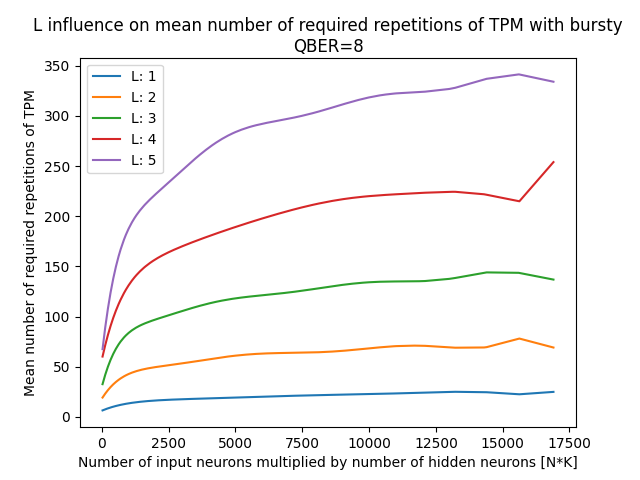 L influence on mean number of required repetitions of TPM with bursty
QBER=8
350
300
250
200
150
100
50
0
Mean number of required repetitions of TPM
L: 1
L: 2
L: 3
L: 4
L: 5
0 2500 5000 7500 10000 12500 15000 17500
Number of input neurons multiplied by number of hidden neurons [N*K]